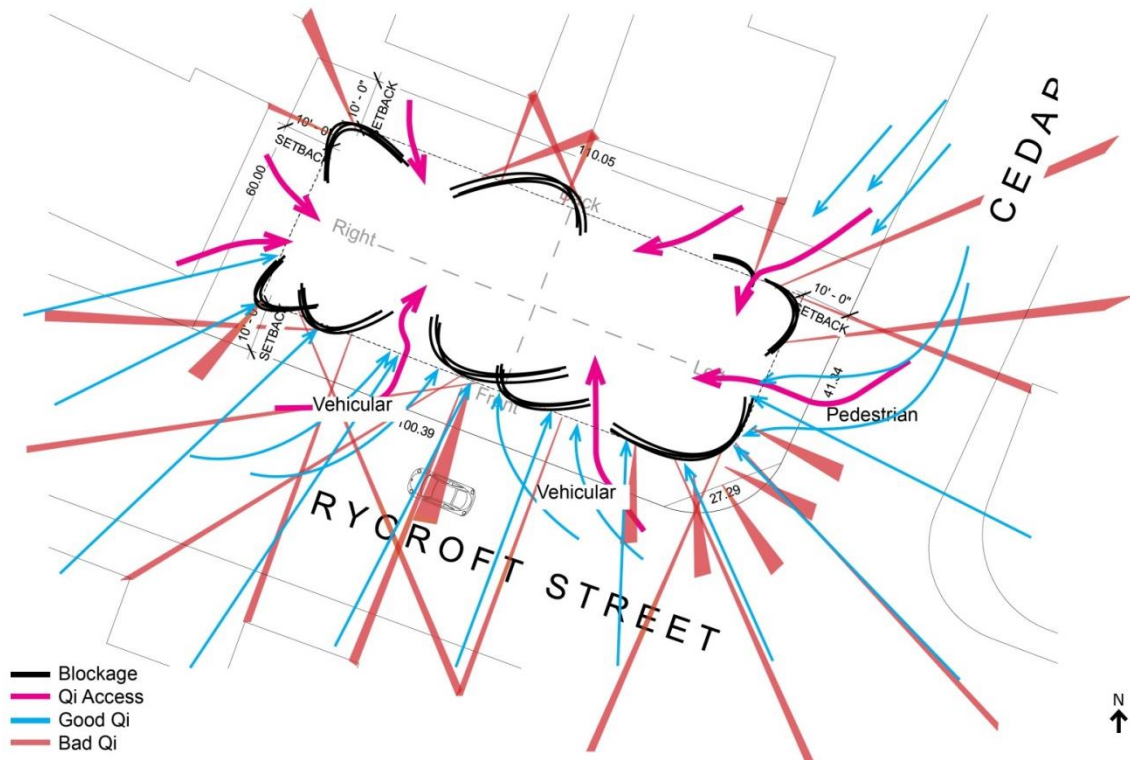 10' - 0"
SETBACK
10' - 0"
SETBACK
110.05
60.00
CEDAR
Back
Right
10' - 0"
SETBACK
10' - 0"
SETBACK
Left
41.34
Front
Vehicular
Pedestrian
100.39
Vehicular
27.29
RYCROFT STREET
Blockage
Qi Access
Good Qi
Bad Qi
N